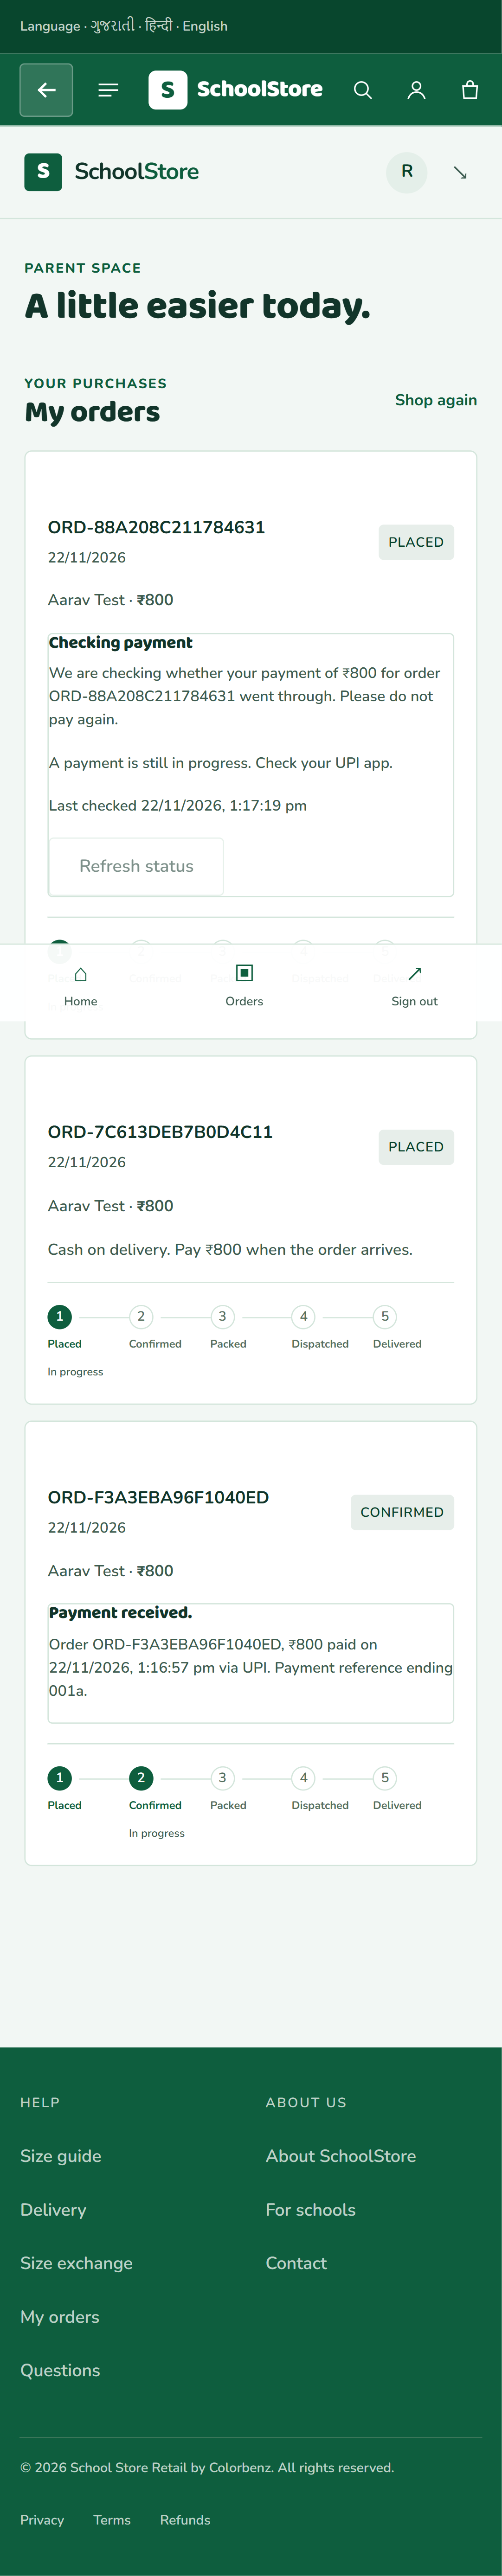 Language · ગુજરાતી · हिन्दी · English
S SchoolStore
S SchoolStore
R
PARENT SPACE
A little easier today.
YOUR PURCHASES
My orders
Shop again
ORD-88A208C211784631
PLACED
22/11/2026
Aarav Test · ₹800
Checking payment
We are checking whether your payment of ₹800 for order
ORD-88A208C211784631 went through. Please do not
pay again.
A payment is still in progress. Check your UPI app.
Last checked 22/11/2026, 1:17:19 pm
Refresh status
Home
Orders
Sign out
ORD-7C613DEB7B0D4C11
PLACED
22/11/2026
Aarav Test · ₹800
Cash on delivery. Pay ₹800 when the order arrives.
1 2 3 4 5
Placed Confirmed Packed Dispatched Delivered
In progress
ORD-F3A3EBA96F1040ED
CONFIRMED
22/11/2026
Aarav Test · ₹800
Payment received.
Order ORD-F3A3EBA96F1040ED, ₹800 paid on
22/11/2026, 1:16:57 pm via UPI. Payment reference ending
001a.
1 2 3 4 5
Placed Confirmed Packed Dispatched Delivered
In progress
HELP
Size guide
Delivery
Size exchange
My orders
Questions
ABOUT US
About SchoolStore
For schools
Contact
© 2026 School Store Retail by Colorbenz. All rights reserved.
Privacy Terms Refunds